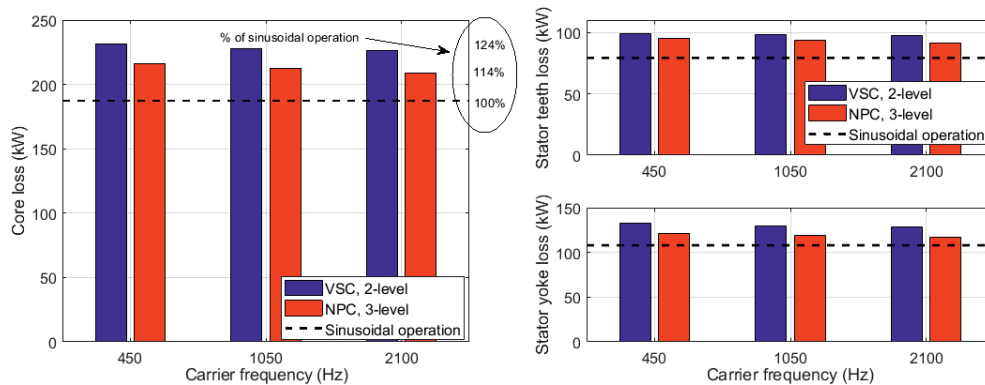 250
200
150
100
50
0
Core loss (kW)
% of sinusoidal operation
124%
114%
100%
VSC, 2-level
NPC, 3-level
Sinusoidal operation
450
1050
2100
Carrier frequency (Hz)
100
50
0
Stator teeth loss (kW)
VSC, 2-level
NPC, 3-level
Sinusoidal operation
450
1050
2100
150
100
50
0
Stator yoke loss (kW)
450
1050
2100
Carrier frequency (Hz)